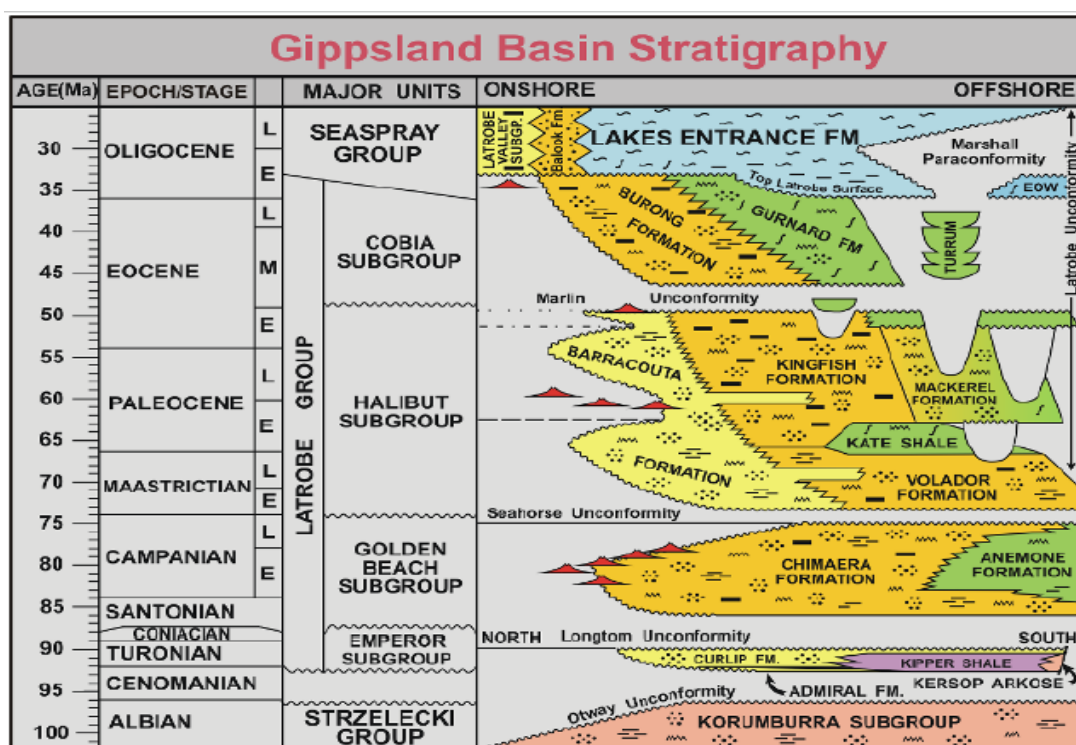 Gippsland Basin Stratigraphy
AGE(Ma) EPOCH/STAGE MAJOR UNITS ONSHORE OFFSHORE
30
35
40
45
50
55
60
65
70
75
80
85
90
95
100
OLIGOCENE
EOCENE
PALEOCENE
MAASTRICTIAN
CAMPANIAN
SANTONIAN
CONIACIAN
TURONIAN
CENOMANIAN
ALBIAN
L
E
L
M
E
L
E
L
E
L
E
SEASPRAY
GROUP
LATROBE GROUP
COBIA
SUBGROUP
HALIBUT
SUBGROUP
GOLDEN
BEACH
SUBGROUP
EMPEROR
SUBGROUP
STRZELECKI
GROUP
LATROBE
VALLEY
SUBGP.
Balook Fm.
LAKES ENTRANCE FM
Marshall
Paraconformity
EOW
Top Latrobe Surface
BURONG
FORMATION
GURNARD FM
TURRUM
Latrobe Unconformity
Marlin Unconformity
BARRACOUTA
FORMATION
KINGFISH
FORMATION
MACKEREL
FORMATION
KATE SHALE
VOLADOR
FORMATION
Seahorse Unconformity
CHIMAERA
FORMATION
ANEMONE
FORMATION
NORTH Longtom Unconformity SOUTH
CURLIP FM.
KIPPER SHALE
ADMIRAL FM.
KERSOP ARKOSE
Otway Unconformity
KORUMBURRA SUBGROUP